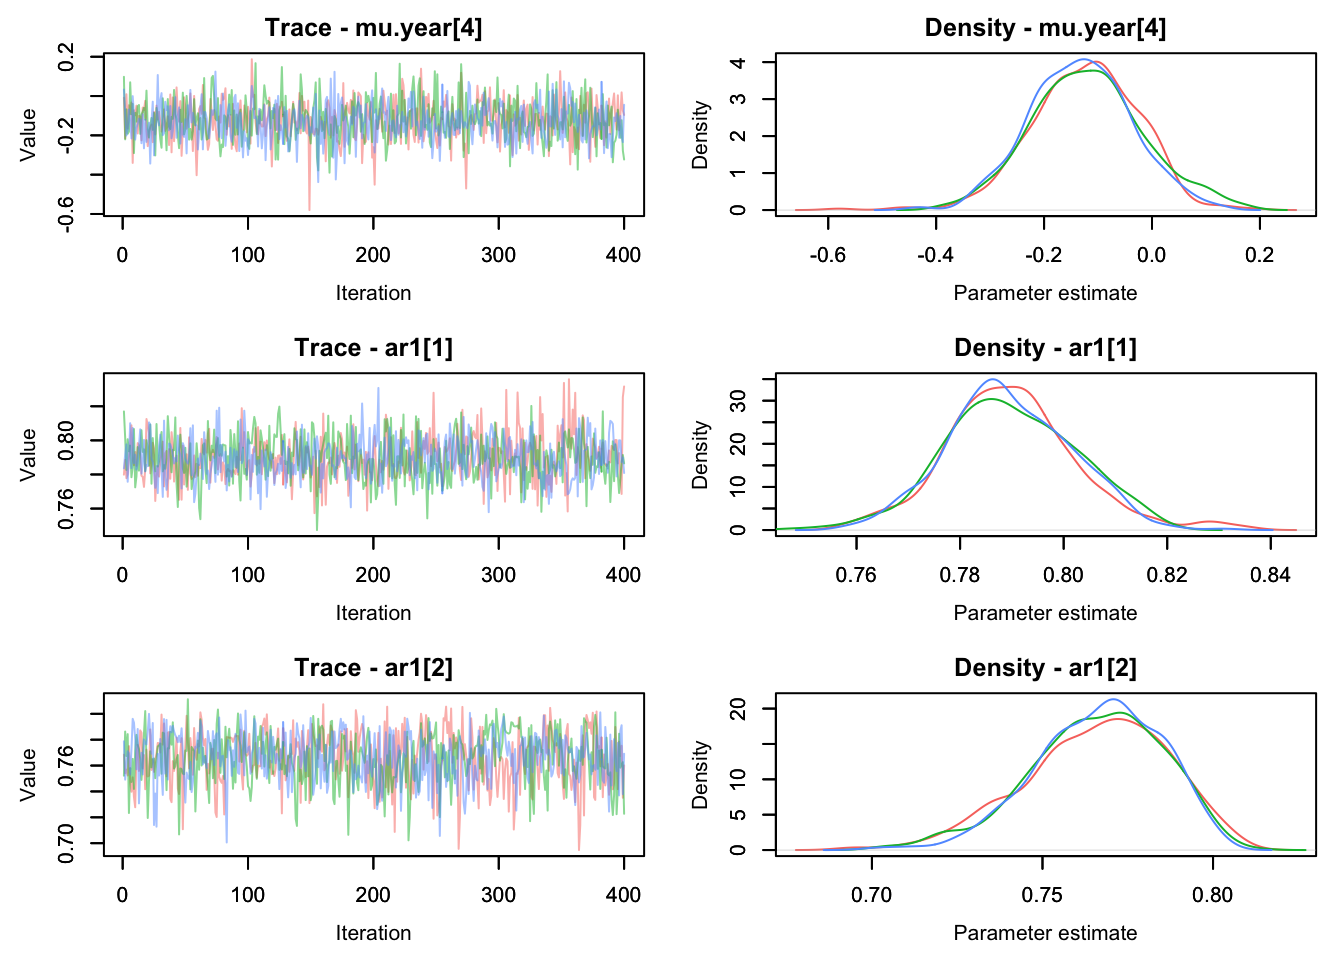 Trace - mu.year[4]
Value
0.2
-0.2
-0.6
0 100 200 300 400
Iteration
Density - mu.year[4]
Density
4
3
2
1
0
-0.6 -0.4 -0.2 0.0 0.2
Parameter estimate
Trace - ar1[1]
Value
0.80
0.76
0 100 200 300 400
Iteration
Density - ar1[1]
Density
30
20
10
0
0.76 0.78 0.80 0.82 0.84
Parameter estimate
Trace - ar1[2]
Value
0.76
0.70
0 100 200 300 400
Iteration
Density - ar1[2]
Density
20
10
5
0
0.70 0.75 0.80
Parameter estimate